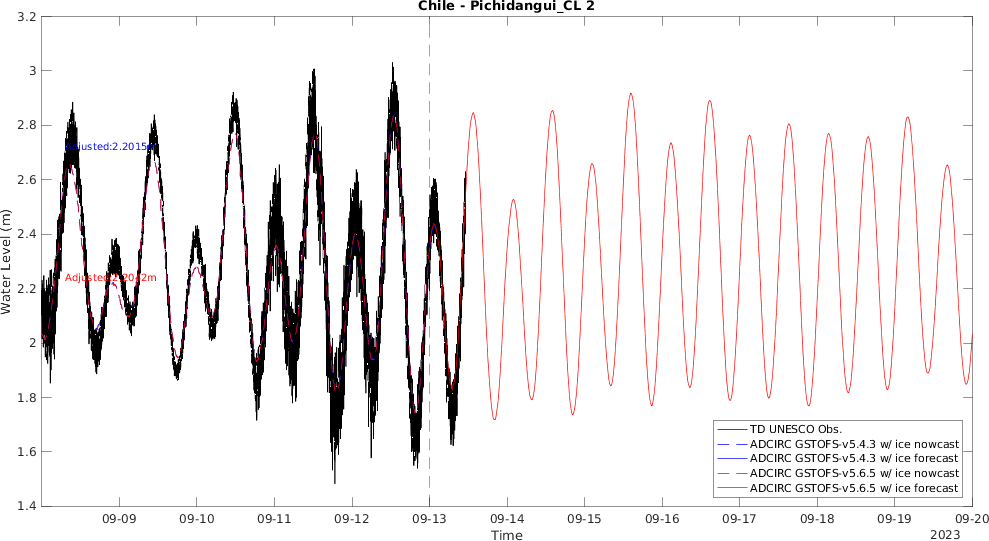 Chile - Pichidangui_CL 2
3.2
3
2.8
2.6
2.4
2.2
2
1.8
1.6
1.4
Water Level (m)
Adjusted:2.2015m
Adjusted:2.2042m
TD UNESCO Obs.
ADCIRC GSTOFS-v5.4.3 w/ ice nowcast
ADCIRC GSTOFS-v5.4.3 w/ ice forecast
ADCIRC GSTOFS-v5.6.5 w/ ice nowcast
ADCIRC GSTOFS-v5.6.5 w/ ice forecast
09-09 09-10 09-11 09-12 09-13 09-14 09-15 09-16 09-17 09-18 09-19 09-20
Time
2023